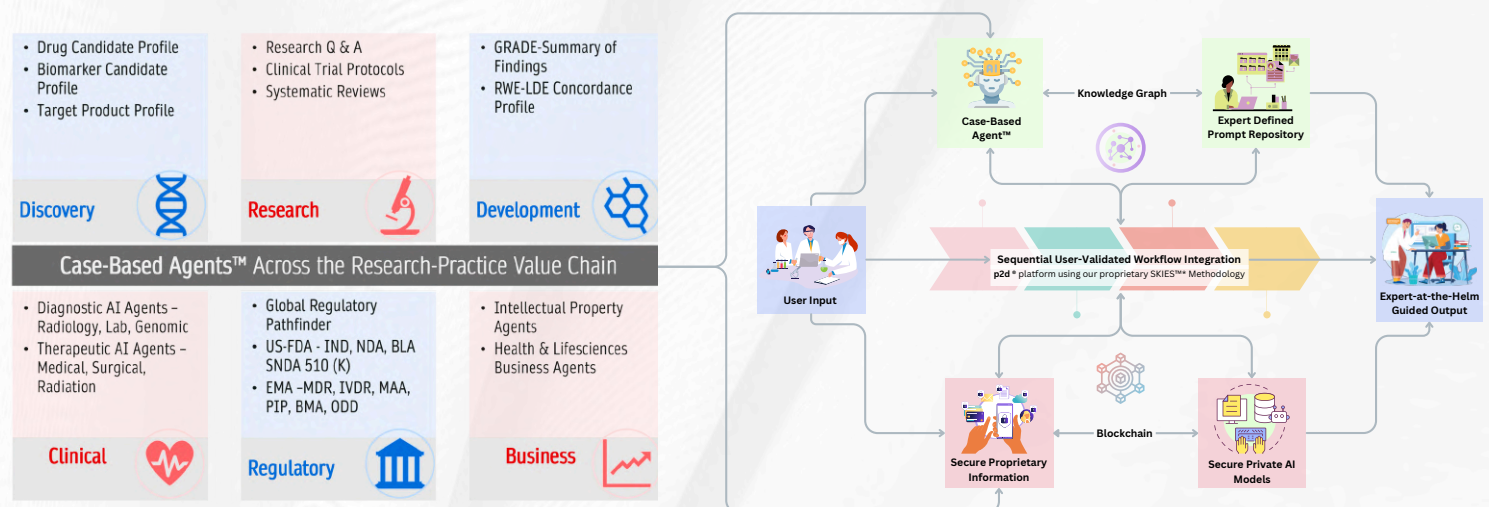 • Drug Candidate Profile
• Biomarker Candidate
Profile
• Target Product Profile
Discovery
• Research Q & A
• Clinical Trial Protocols
• Systematic Reviews
Research
• GRADE-Summary of
Findings
• RWE-LDE Concordance
Profile
Development
Case-Based Agents™ Across the Research-Practice Value Chain
• Diagnostic AI Agents –
Radiology, Lab, Genomic
• Therapeutic AI Agents –
Medical, Surgical,
Radiation
Clinical
• Global Regulatory
Pathfinder
• US-FDA - IND, NDA, BLA
SNDA 510 (K)
• EMA –MDR, IVDR, MAA,
PIP, BMA, ODD
Regulatory
• Intellectual Property
Agents
• Health & Lifesciences
Business Agents
Business
User Input
AI
Case-Based
Agent™
Knowledge Graph
Expert Defined
Prompt Repository
Sequential User-Validated Workflow Integration
p2d ® platform using our proprietary SKIES™* Methodology
Expert-at-the-Helm
Guided Output
Secure Proprietary
Information
Blockchain
Secure Private AI
Models